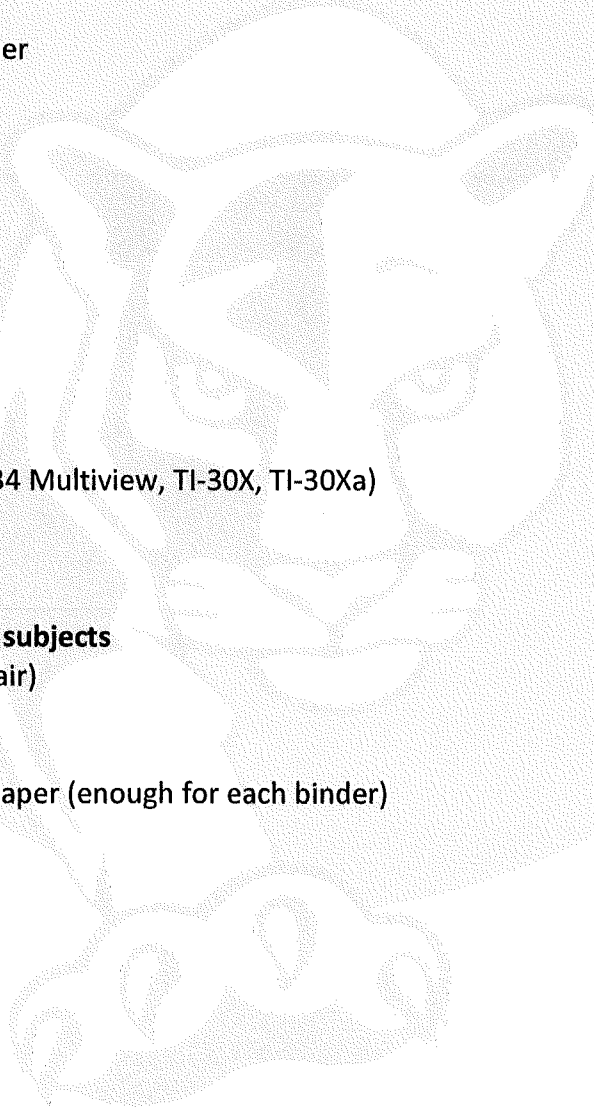 er
34 Multiview, TI-30X, TI-30Xa)
subjects
air)
aper (enough for each binder)